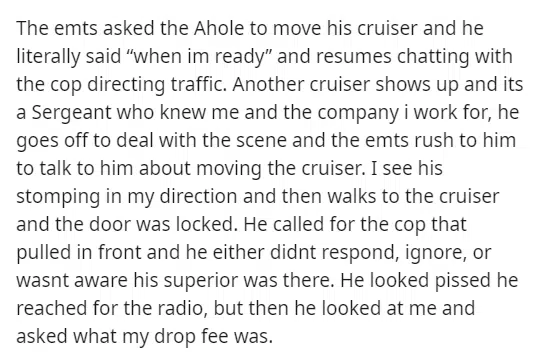 The emts asked the Ahole to move his cruiser and he
literally said “when im ready” and resumes chatting with
the cop directing traffic. Another cruiser shows up and its
a Sergeant who knew me and the company i work for, he
goes off to deal with the scene and the emts rush to him
to talk to him about moving the cruiser. I see his
stomping in my direction and then walks to the cruiser
and the door was locked. He called for the cop that
pulled in front and he either didnt respond, ignore, or
wasnt aware his superior was there. He looked pissed he
reached for the radio, but then he looked at me and
asked what my drop fee was.